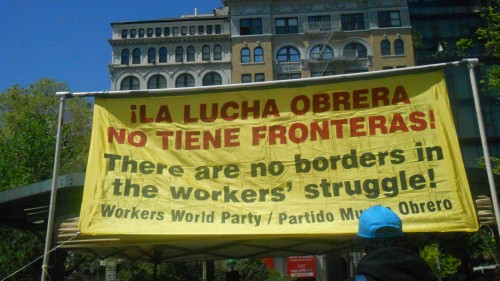 ¡LA LUCHA OBRERA
NO TIENE FRONTERAS!
There are no borders in
the workers' struggle!
Workers World Party / Partido Mu Obrero